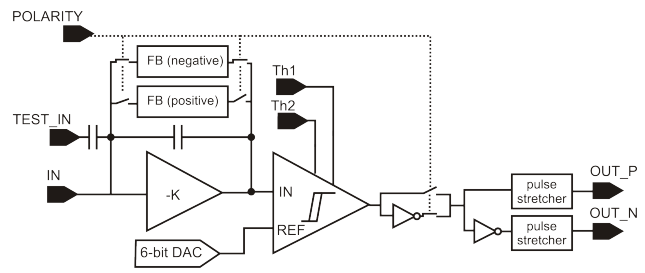 POLARITY
FB (negative)
Th1
FB (positive)
Th2
TEST_IN
IN
-K
IN
REF
6-bit DAC
pulse
stretcher
OUT_P
pulse
stretcher
OUT_N